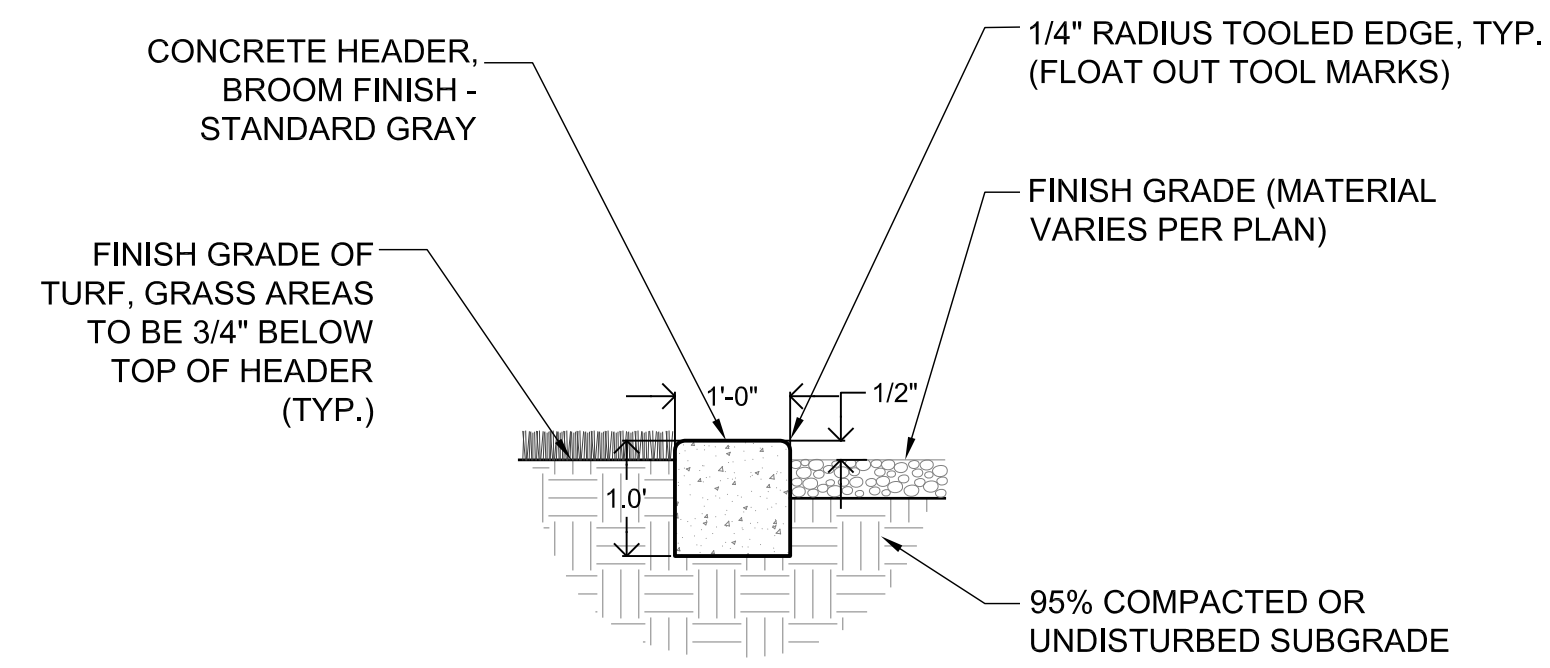 CONCRETE HEADER,
BROOM FINISH -
STANDARD GRAY
1/4" RADIUS TOOLED EDGE, TYP.
(FLOAT OUT TOOL MARKS)
FINISH GRADE (MATERIAL
VARIES PER PLAN)
FINISH GRADE OF
TURF, GRASS AREAS
TO BE 3/4" BELOW
TOP OF HEADER
(TYP.)
1'-0"
1/2"
1.0'
95% COMPACTED OR
UNDISTURBED SUBGRADE